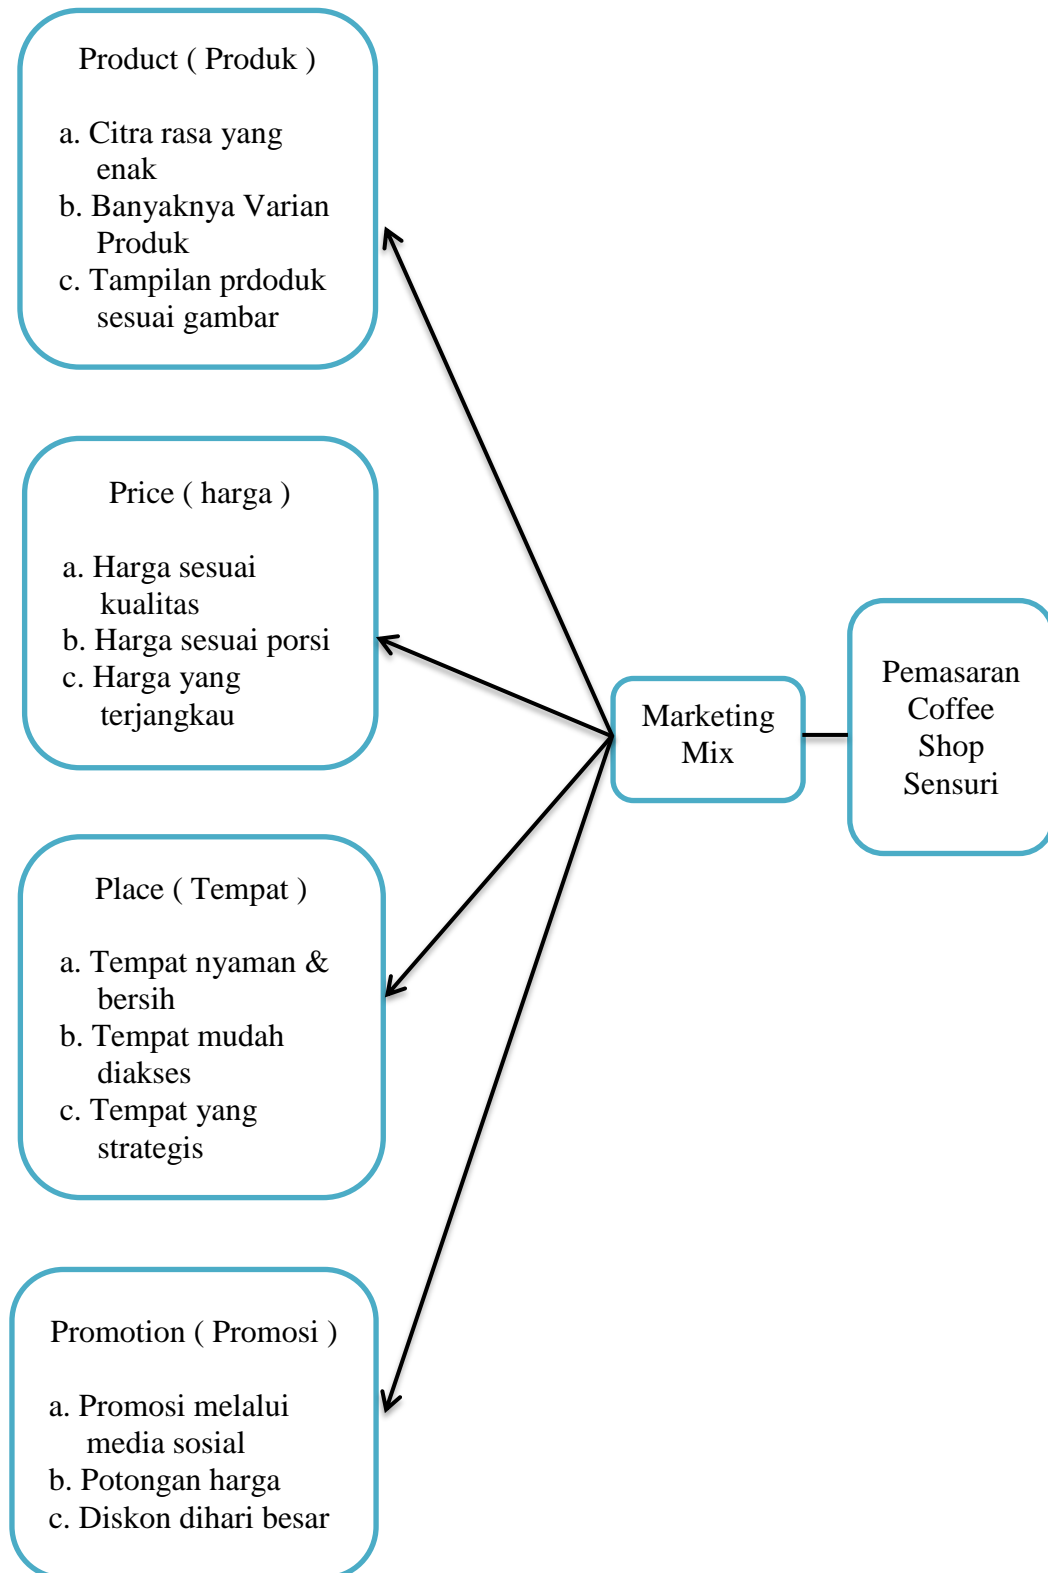 Product ( Produk )
a. Citra rasa yang
enak
b. Banyaknya Varian
Produk
c. Tampilan prdoduk
sesuai gambar
Price ( harga )
a. Harga sesuai
kualitas
b. Harga sesuai porsi
c. Harga yang
terjangkau
Place ( Tempat )
a. Tempat nyaman &
bersih
b. Tempat mudah
diakses
c. Tempat yang
strategis
Promotion ( Promosi )
a. Promosi melalui
media sosial
b. Potongan harga
c. Diskon dihari besar
Marketing
Mix
Pemasaran
Coffee
Shop
Sensuri